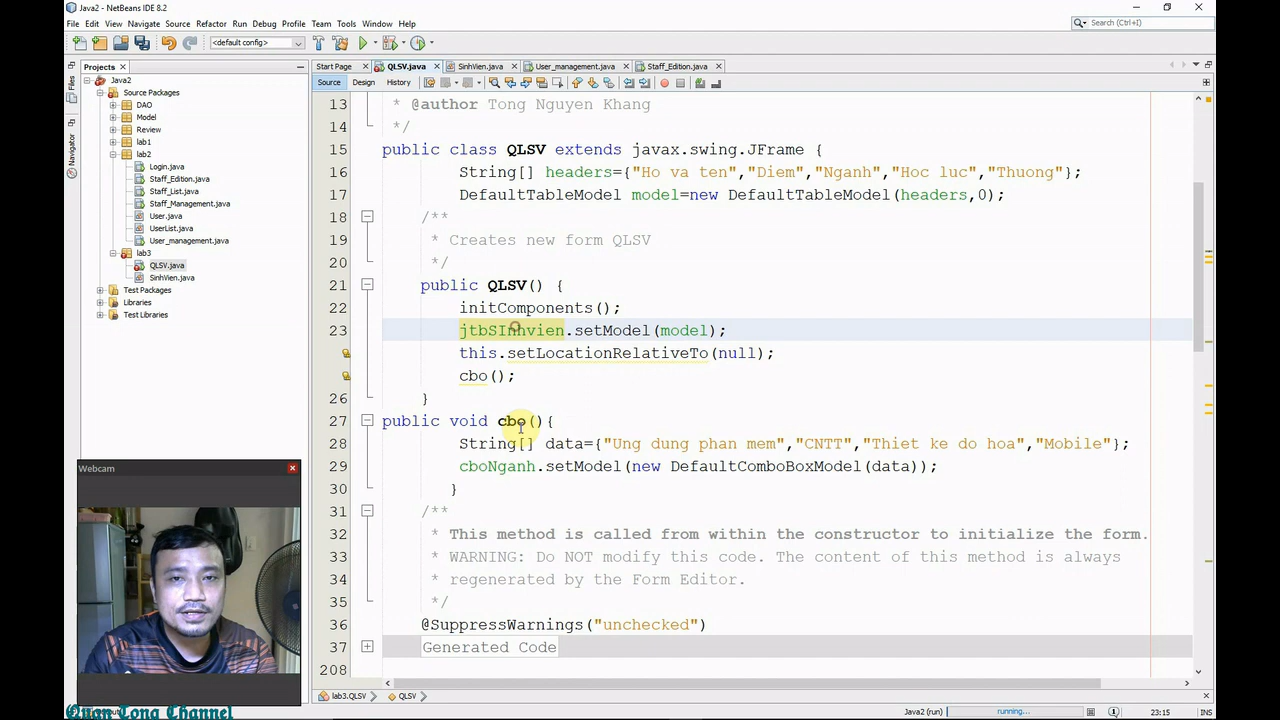 Java2 - NetBeans IDE 8.2
File Edit View Navigate Source Refactor Run Debug Profile Team Tools Window Help
<default config>
Search (Ctrl+I)
Projects
Start Page QLSV.java SinhVien.java User_management.java Staff_Edition.java
Source Design History
Files
Navigator
Java2
Source Packages
DAO
Model
Review
lab1
lab2
Login.java
Staff_Edition.java
Staff_List.java
Staff_Management.java
User.java
UserList.java
User_management.java
lab3
QLSV.java
SinhVien.java
Test Packages
Libraries
Test Libraries
13 * @author Tong Nguyen Khang
14 */
15 public class QLSV extends javax.swing.JFrame {
16 String[] headers={"Ho va ten","Diem","Nganh","Hoc luc","Thuong"};
17 DefaultTableModel model=new DefaultTableModel(headers,0);
18 /**
19 * Creates new form QLSV
20 */
21 public QLSV() {
22 initComponents();
23 jtbSInhvien.setModel(model);
this.setLocationRelativeTo(null);
cbo();
26 }
27 public void cbo(){
28 String[] data={"Ung dung phan mem","CNTT","Thiet ke do hoa","Mobile"};
29 cboNganh.setModel(new DefaultComboBoxModel(data));
30 }
31 /**
32 * This method is called from within the constructor to initialize the form.
33 * WARNING: Do NOT modify this code. The content of this method is always
34 * regenerated by the Form Editor.
35 */
36 @SuppressWarnings("unchecked")
37 Generated Code
208
Webcam
lab3.QLSV QLSV
Quan Tong Channel
Java2 (run) running... 23:15 INS